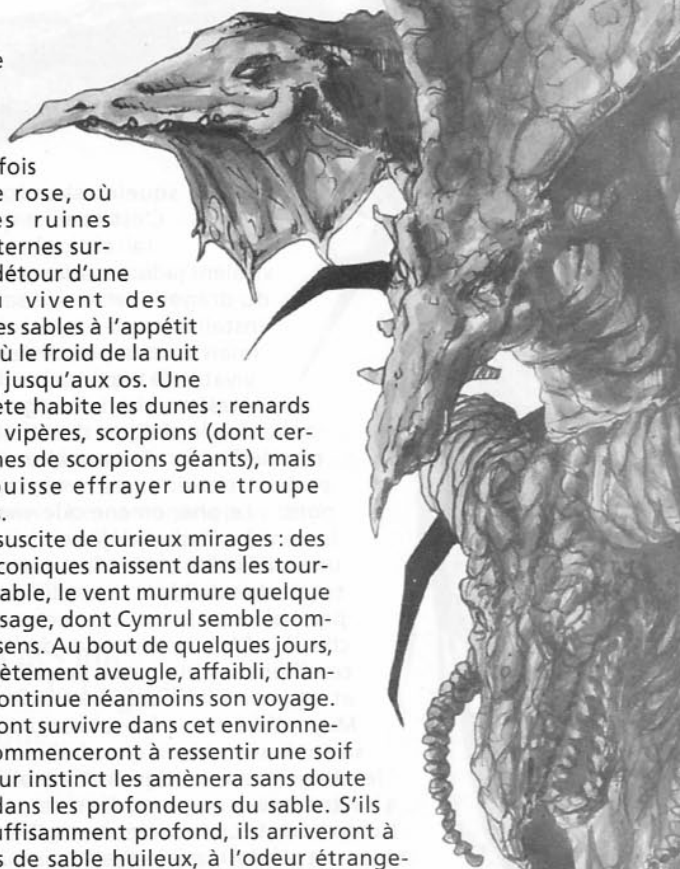 e
fois
e rose, où
es ruines
ternes sur-
détour d'une
ù vivent des
es sables à l'appétit
ù le froid de la nuit
jusqu'aux os. Une
ete habite les dunes : renards
vipères, scorpions (dont cer-
nes de scorpions géants), mais
ouisse effrayer une troupe
.
suscite de curieux mirages : des
coniques naissent dans les tour-
able, le vent murmure quelque
sage, dont Cymrul semble com-
sens. Au bout de quelques jours,
ètement aveugle, affaibli, chan-
continue néanmoins son voyage.
ont survivre dans cet environne-
ommenceront à ressentir une soif
ur instinct les amènera sans doute
dans les profondeurs du sable. S'ils
uffisamment profond, ils arriveront à
s de sable huileux, à l'odeur étrange-